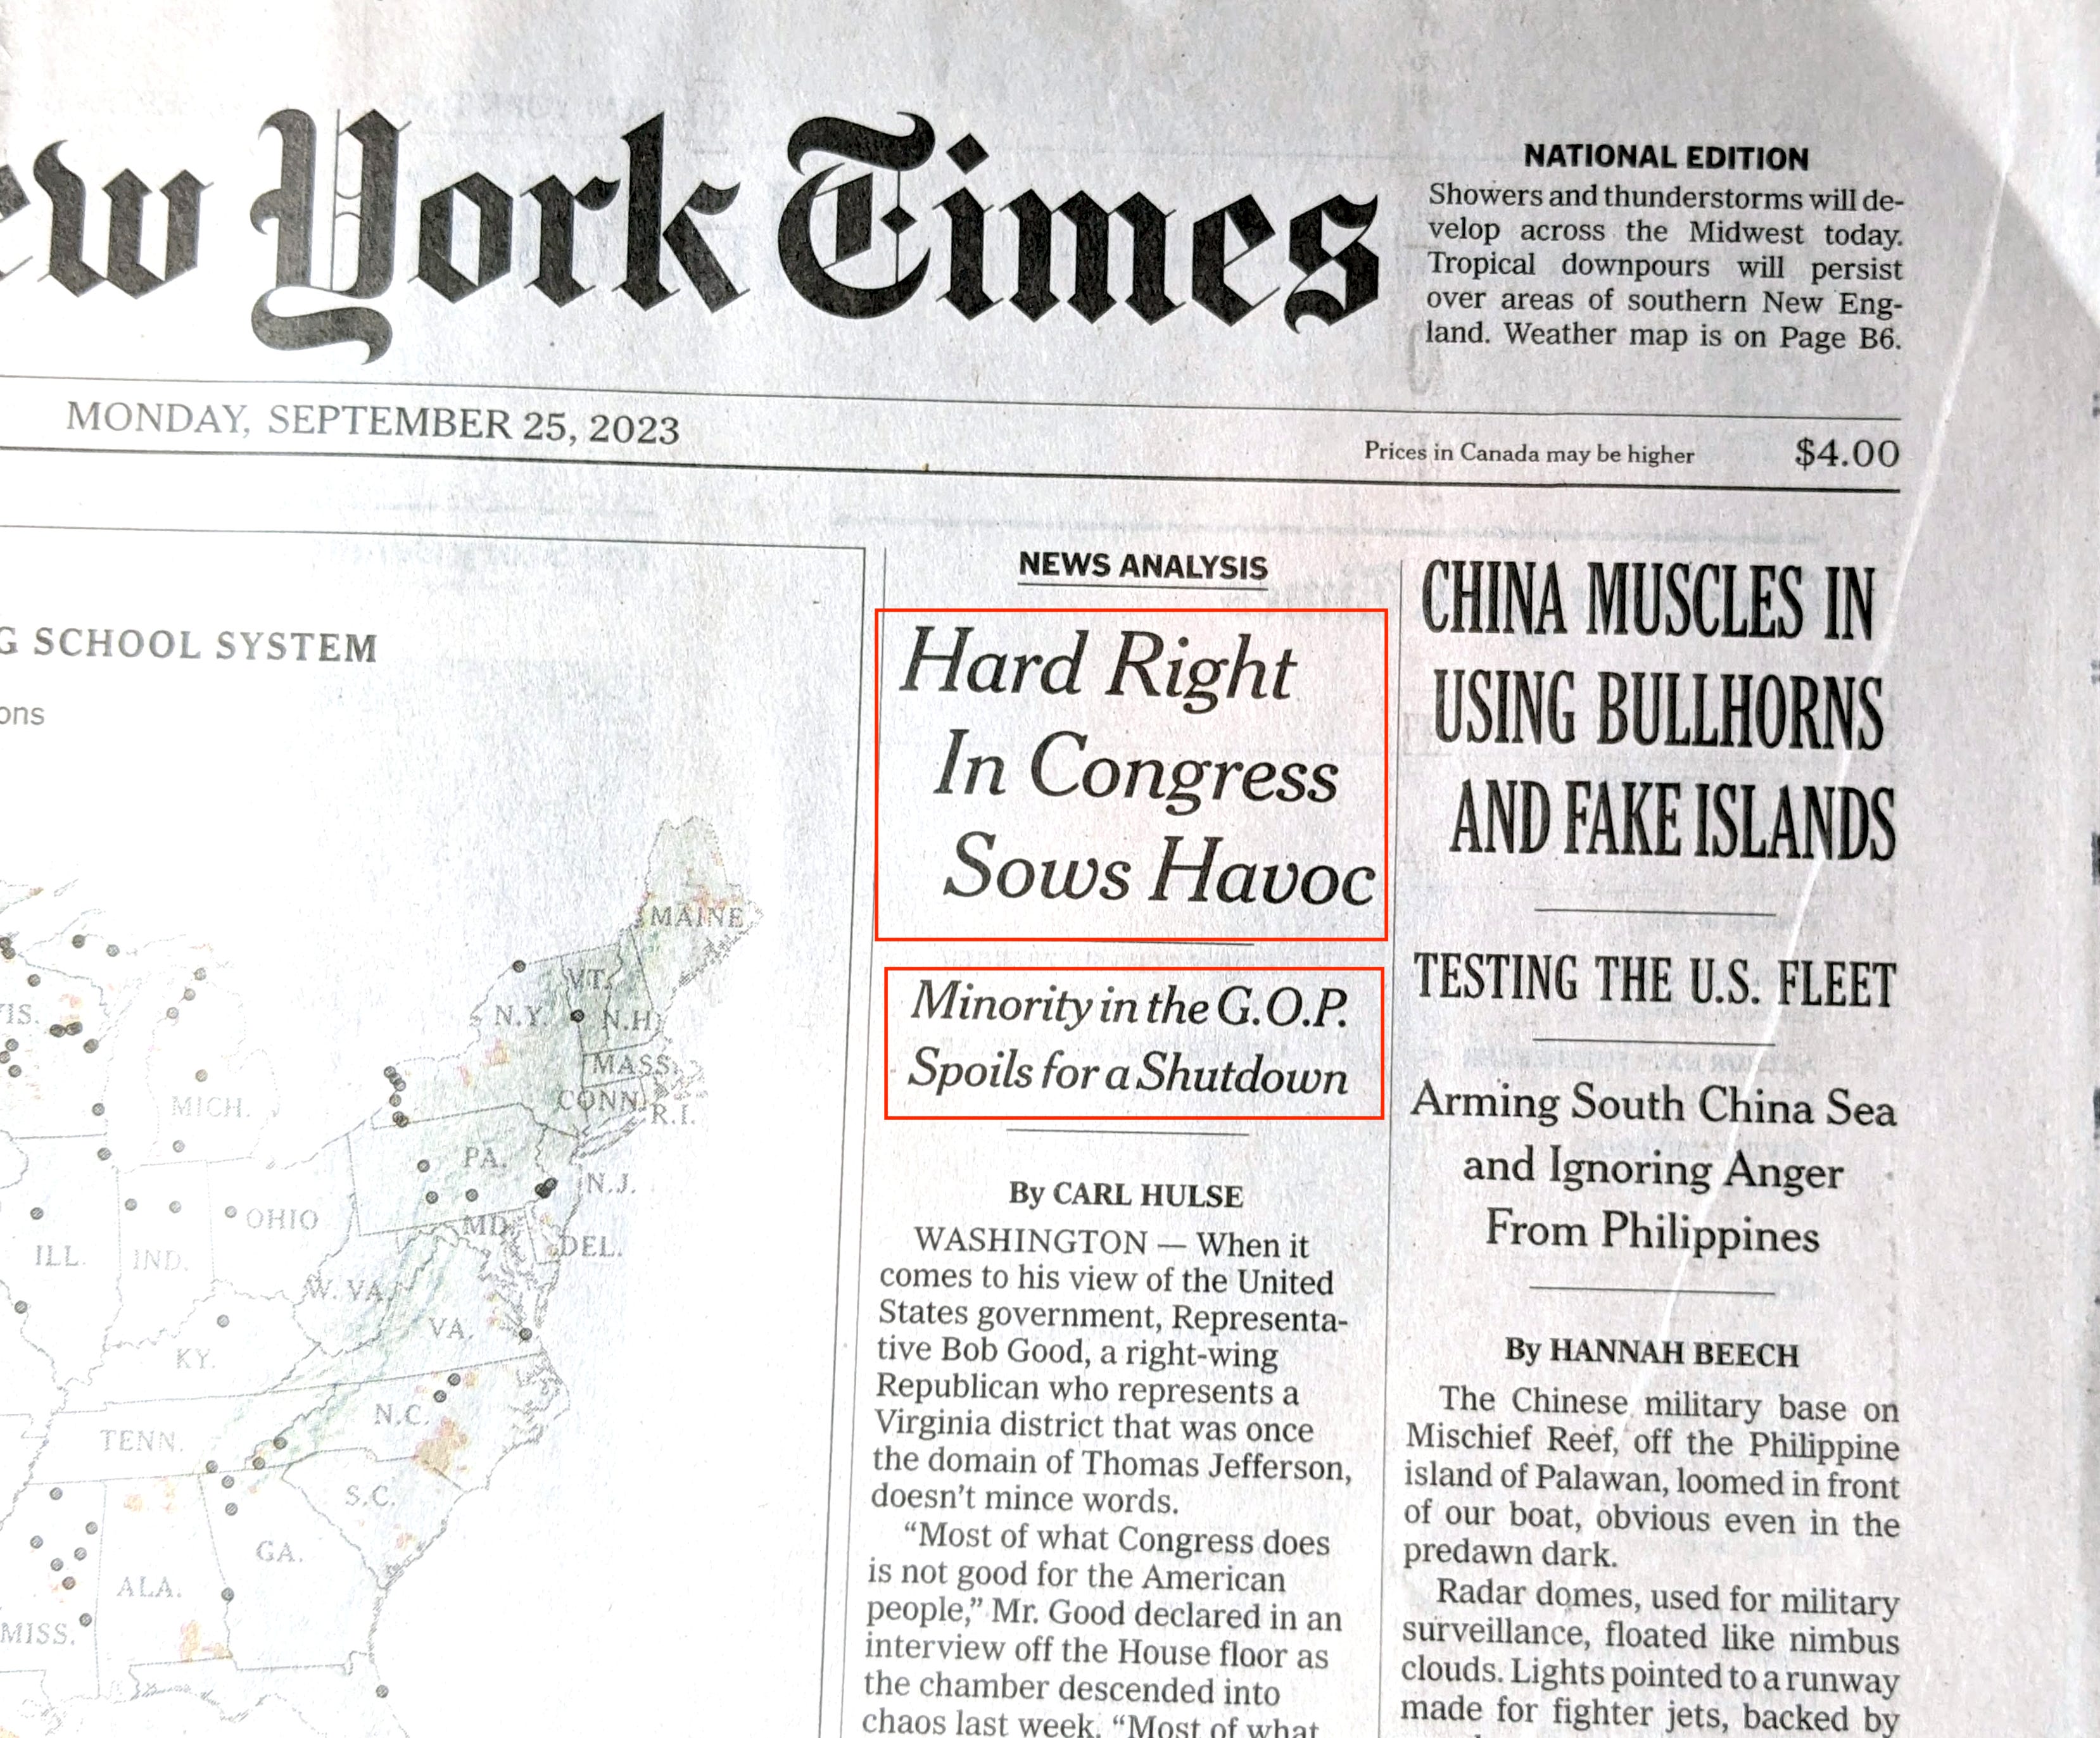 ew York Times
NATIONAL EDITION
Showers and thunderstorms will de-
velop across the Midwest today.
Tropical downpours will persist
over areas of southern New Eng-
land. Weather map is on Page B6.
MONDAY, SEPTEMBER 25, 2023
Prices in Canada may be higher
$4.00
G SCHOOL SYSTEM
ons
MAINE
VT.
N.Y.
N.H.
MASS.
CONN.
R.I.
MICH.
PA.
N.J.
OHIO
MD.
DEL.
ILL.
IND.
W. VA.
VA.
KY.
N.C.
TENN.
S.C.
GA.
ALA.
MISS.
NEWS ANALYSIS
Hard Right
In Congress
Sows Havoc
Minority in the G.O.P.
Spoils for a Shutdown
By CARL HULSE
WASHINGTON — When it
comes to his view of the United
States government, Representa-
tive Bob Good, a right-wing
Republican who represents a
Virginia district that was once
the domain of Thomas Jefferson,
doesn't mince words.
“Most of what Congress does
is not good for the American
people,” Mr. Good declared in an
interview off the House floor as
the chamber descended into
chaos last week. “Most of what
CHINA MUSCLES IN
USING BULLHORNS
AND FAKE ISLANDS
TESTING THE U.S. FLEET
Arming South China Sea
and Ignoring Anger
From Philippines
By HANNAH BEECH
The Chinese military base on
Mischief Reef, off the Philippine
island of Palawan, loomed in front
of our boat, obvious even in the
predawn dark.
Radar domes, used for military
surveillance, floated like nimbus
clouds. Lights pointed to a runway
made for fighter jets, backed by